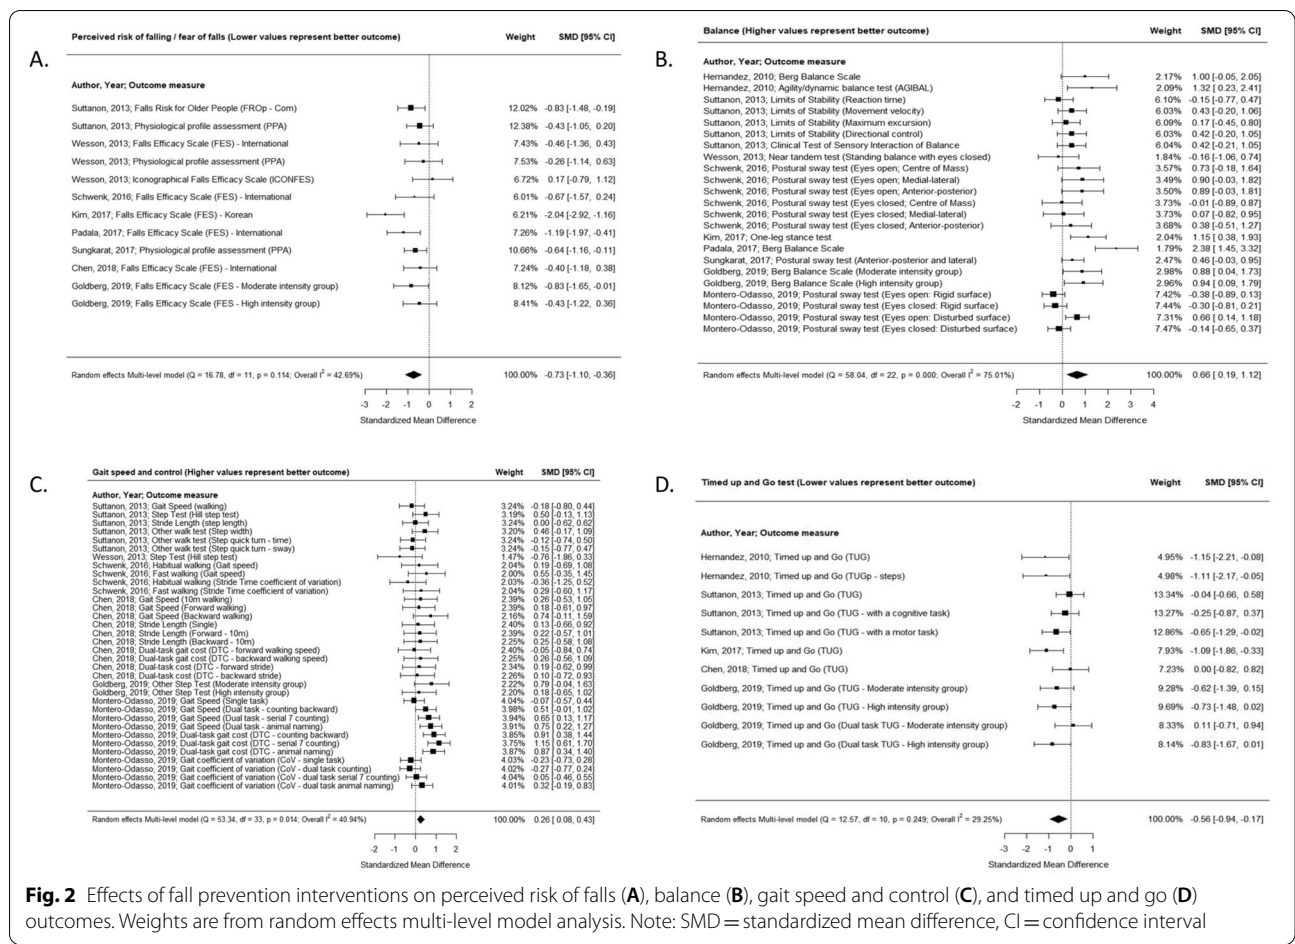 A.
Perceived risk of falling / fear of falls (Lower values represent better outcome) Weight SMD [95% CI]
Author, Year; Outcome measure
Suttanon, 2013; Falls Risk for Older People (FROp - Com) 12.02% -0.83 [-1.48, -0.19]
Suttanon, 2013; Physiological profile assessment (PPA) 12.38% -0.43 [-1.05, 0.20]
Wesson, 2013; Falls Efficacy Scale (FES) - International 7.43% -0.46 [-1.36, 0.43]
Wesson, 2013; Physiological profile assessment (PPA) 7.53% -0.26 [-1.14, 0.63]
Wesson, 2013; Iconographical Falls Efficacy Scale (ICONFES) 6.72% 0.17 [-0.79, 1.12]
Schwenk, 2016; Falls Efficacy Scale (FES) - International 6.01% -0.67 [-1.57, 0.24]
Kim, 2017; Falls Efficacy Scale (FES) - Korean 6.21% -2.04 [-2.92, -1.16]
Padala, 2017; Falls Efficacy Scale (FES) - International 7.26% -1.19 [-1.97, -0.41]
Sungkarat, 2017; Physiological profile assessment (PPA) 10.66% -0.64 [-1.16, -0.11]
Chen, 2018; Falls Efficacy Scale (FES) - International 7.24% -0.40 [-1.18, 0.38]
Goldberg, 2019; Falls Efficacy Scale (FES - Moderate intensity group) 8.12% -0.83 [-1.65, -0.01]
Goldberg, 2019; Falls Efficacy Scale (FES - High intensity group) 8.41% -0.43 [-1.22, 0.36]
Random effects Multi-level model (Q = 16.78, df = 11, p = 0.114; Overall I² = 42.69%) 100.00% -0.73 [-1.10, -0.36]
-3 -2 -1 0 1 2
Standardized Mean Difference
B.
Balance (Higher values represent better outcome) Weight SMD [95% CI]
Author, Year; Outcome measure
Hernandez, 2010; Berg Balance Scale 2.17% 1.00 [-0.05, 2.05]
Hernandez, 2010; Agility/dynamic balance test (AGIBAL) 2.09% 1.32 [ 0.23, 2.41]
Suttanon, 2013; Limits of Stability (Reaction time) 6.10% -0.15 [-0.77, 0.47]
Suttanon, 2013; Limits of Stability (Movement velocity) 6.03% 0.43 [-0.20, 1.06]
Suttanon, 2013; Limits of Stability (Maximum excursion) 6.09% 0.17 [-0.45, 0.80]
Suttanon, 2013; Limits of Stability (Directional control) 6.03% 0.42 [-0.20, 1.05]
Suttanon, 2013; Clinical Test of Sensory Interaction of Balance 6.04% 0.42 [-0.21, 1.05]
Wesson, 2013; Near tandem test (Standing balance with eyes closed) 1.84% -0.16 [-1.06, 0.74]
Schwenk, 2016; Postural sway test (Eyes open; Centre of Mass) 3.57% 0.73 [-0.18, 1.64]
Schwenk, 2016; Postural sway test (Eyes open; Medial-lateral) 3.49% 0.90 [-0.03, 1.82]
Schwenk, 2016; Postural sway test (Eyes open; Anterior-posterior) 3.50% 0.89 [-0.03, 1.81]
Schwenk, 2016; Postural sway test (Eyes closed; Centre of Mass) 3.73% -0.01 [-0.89, 0.87]
Schwenk, 2016; Postural sway test (Eyes closed; Medial-lateral) 3.73% 0.07 [-0.82, 0.95]
Schwenk, 2016; Postural sway test (Eyes closed; Anterior-posterior) 3.68% 0.38 [-0.51, 1.27]
Kim, 2017; One-leg stance test 2.04% 1.15 [ 0.38, 1.93]
Padala, 2017; Berg Balance Scale 1.79% 2.38 [ 1.45, 3.32]
Sungkarat, 2017; Postural sway test (Anterior-posterior and lateral) 2.47% 0.46 [-0.03, 0.95]
Goldberg, 2019; Berg Balance Scale (Moderate intensity group) 2.98% 0.88 [ 0.04, 1.73]
Goldberg, 2019; Berg Balance Scale (High intensity group) 2.96% 0.94 [ 0.09, 1.79]
Montero-Odasso, 2019; Postural sway test (Eyes open: Rigid surface) 7.42% -0.38 [-0.89, 0.13]
Montero-Odasso, 2019; Postural sway test (Eyes closed: Rigid surface) 7.44% -0.30 [-0.81, 0.21]
Montero-Odasso, 2019; Postural sway test (Eyes open: Disturbed surface) 7.31% 0.66 [ 0.14, 1.18]
Montero-Odasso, 2019; Postural sway test (Eyes closed: Disturbed surface) 7.47% -0.14 [-0.65, 0.37]
Random effects Multi-level model (Q = 58.04, df = 22, p = 0.000; Overall I² = 75.01%) 100.00% 0.66 [ 0.19, 1.12]
-2 -1 0 1 2 3 4
Standardized Mean Difference
C.
Gait speed and control (Higher values represent better outcome) Weight SMD [95% CI]
Author, Year; Outcome measure
Suttanon, 2013; Gait Speed (walking) 3.24% -0.18 [-0.80, 0.44]
Suttanon, 2013; Step Test (Hill step test) 3.19% 0.50 [-0.13, 1.13]
Suttanon, 2013; Stride Length (step length) 3.24% 0.00 [-0.62, 0.62]
Suttanon, 2013; Other walk test (Step width) 3.20% 0.46 [-0.17, 1.09]
Suttanon, 2013; Other walk test (Step quick turn - time) 3.24% -0.12 [-0.74, 0.50]
Suttanon, 2013; Other walk test (Step quick turn - sway) 3.24% -0.15 [-0.77, 0.47]
Wesson, 2013; Step Test (Hill step test) 1.47% -0.76 [-1.86, 0.33]
Schwenk, 2016; Habitual walking (Gait speed) 2.05% 0.19 [-0.69, 1.08]
Schwenk, 2016; Fast walking (Gait speed) 2.00% 0.55 [-0.35, 1.45]
Schwenk, 2016; Habitual walking (Stride Time coefficient of variation) 2.03% -0.36 [-1.25, 0.52]
Schwenk, 2016; Fast walking (Stride Time coefficient of variation) 2.04% 0.29 [-0.60, 1.17]
Chen, 2018; Gait Speed (10m walking) 2.39% 0.26 [-0.53, 1.05]
Chen, 2018; Gait Speed (Forward walking) 2.39% 0.18 [-0.61, 0.97]
Chen, 2018; Gait Speed (Backward walking) 2.16% 0.74 [-0.11, 1.59]
Chen, 2018; Stride Length (Single) 2.40% 0.13 [-0.66, 0.92]
Chen, 2018; Stride Length (Forward - 10m) 2.39% 0.22 [-0.57, 1.01]
Chen, 2018; Stride Length (Backward - 10m) 2.25% 0.25 [-0.58, 1.08]
Chen, 2018; Dual-task gait cost (DTC - forward walking speed) 2.40% -0.05 [-0.84, 0.74]
Chen, 2018; Dual-task gait cost (DTC - backward walking speed) 2.25% 0.26 [-0.56, 1.09]
Chen, 2018; Dual-task cost (DTC - forward stride) 2.34% 0.19 [-0.62, 0.99]
Chen, 2018; Dual-task cost (DTC - backward stride) 2.26% 0.10 [-0.72, 0.93]
Goldberg, 2019; Other Step Test (Moderate intensity group) 2.22% 0.79 [-0.04, 1.63]
Goldberg, 2019; Other Step Test (High intensity group) 2.20% 0.18 [-0.65, 1.02]
Montero-Odasso, 2019; Gait Speed (Single task) 4.04% -0.07 [-0.57, 0.44]
Montero-Odasso, 2019; Gait Speed (Dual task - counting backward) 3.98% 0.51 [-0.01, 1.02]
Montero-Odasso, 2019; Gait Speed (Dual task - serial 7 counting) 3.94% 0.65 [ 0.13, 1.17]
Montero-Odasso, 2019; Gait Speed (Dual task - animal naming) 3.91% 0.75 [ 0.22, 1.27]
Montero-Odasso, 2019; Dual-task gait cost (DTC - counting backward) 3.85% 0.91 [ 0.38, 1.44]
Montero-Odasso, 2019; Dual-task gait cost (DTC - serial 7 counting) 3.75% 1.15 [ 0.61, 1.70]
Montero-Odasso, 2019; Dual-task gait cost (DTC - animal naming) 3.87% 0.87 [ 0.34, 1.40]
Montero-Odasso, 2019; Gait coefficient of variation (CoV - single task) 4.03% -0.23 [-0.73, 0.28]
Montero-Odasso, 2019; Gait coefficient of variation (CoV - dual task counting) 4.02% -0.27 [-0.77, 0.24]
Montero-Odasso, 2019; Gait coefficient of variation (CoV - dual task serial 7 counting) 4.04% 0.05 [-0.46, 0.55]
Montero-Odasso, 2019; Gait coefficient of variation (CoV - dual task animal naming) 4.01% 0.32 [-0.19, 0.83]
Random effects Multi-level model (Q = 53.34, df = 33, p = 0.014; Overall I² = 40.94%) 100.00% 0.26 [ 0.08, 0.43]
-2 -1 0 1 2
Standardized Mean Difference
D.
Timed up and Go test (Lower values represent better outcome) Weight SMD [95% CI]
Author, Year; Outcome measure
Hernandez, 2010; Timed up and Go (TUG) 4.95% -1.15 [-2.21, -0.08]
Hernandez, 2010; Timed up and Go (TUGp - steps) 4.98% -1.11 [-2.17, -0.05]
Suttanon, 2013; Timed up and Go (TUG) 13.34% -0.04 [-0.66, 0.58]
Suttanon, 2013; Timed up and Go (TUG - with a cognitive task) 13.27% -0.25 [-0.87, 0.37]
Suttanon, 2013; Timed up and Go (TUG - with a motor task) 12.86% -0.65 [-1.29, -0.02]
Kim, 2017; Timed up and Go (TUG) 7.93% -1.09 [-1.86, -0.33]
Chen, 2018; Timed up and Go (TUG) 7.23% 0.00 [-0.82, 0.82]
Goldberg, 2019; Timed up and Go (TUG - Moderate intensity group) 9.28% -0.62 [-1.39, 0.15]
Goldberg, 2019; Timed up and Go (TUG - High intensity group) 9.69% -0.73 [-1.48, 0.02]
Goldberg, 2019; Timed up and Go (Dual task TUG - Moderate intensity group) 8.33% 0.11 [-0.71, 0.94]
Goldberg, 2019; Timed up and Go (Dual task TUG - High intensity group) 8.14% -0.83 [-1.67, 0.01]
Random effects Multi-level model (Q = 12.57, df = 10, p = 0.249; Overall I² = 29.25%) 100.00% -0.56 [-0.94, -0.17]
-3 -2 -1 0 1 2 3
Standardized Mean Difference
Fig. 2 Effects of fall prevention interventions on perceived risk of falls (A), balance (B), gait speed and control (C), and timed up and go (D)
outcomes. Weights are from random effects multi-level model analysis. Note: SMD = standardized mean difference, CI = confidence interval